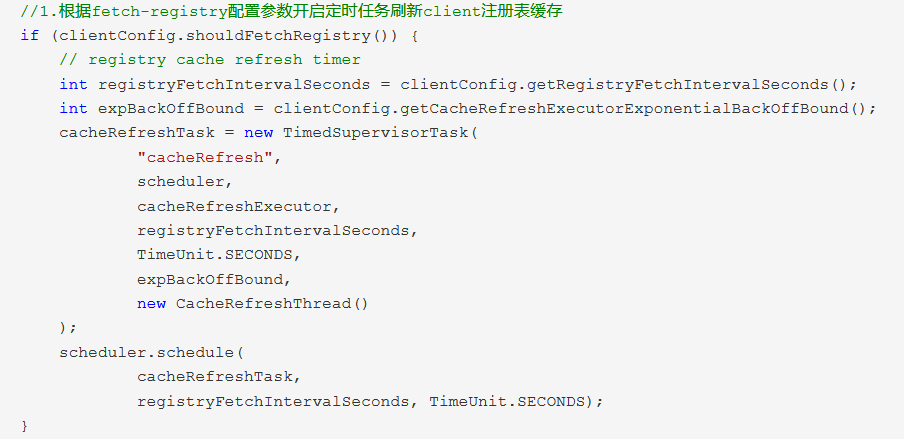 //1.根据fetch-registry配置参数开启定时任务刷新client注册表缓存
if (clientConfig.shouldFetchRegistry()) {
    // registry cache refresh timer
    int registryFetchIntervalSeconds = clientConfig.getRegistryFetchIntervalSeconds();
    int expBackOffBound = clientConfig.getCacheRefreshExecutorExponentialBackOffBound();
    cacheRefreshTask = new TimedSupervisorTask(
            "cacheRefresh",
            scheduler,
            cacheRefreshExecutor,
            registryFetchIntervalSeconds,
            TimeUnit.SECONDS,
            expBackOffBound,
            new CacheRefreshThread()
    );
    scheduler.schedule(
            cacheRefreshTask,
            registryFetchIntervalSeconds, TimeUnit.SECONDS);
}